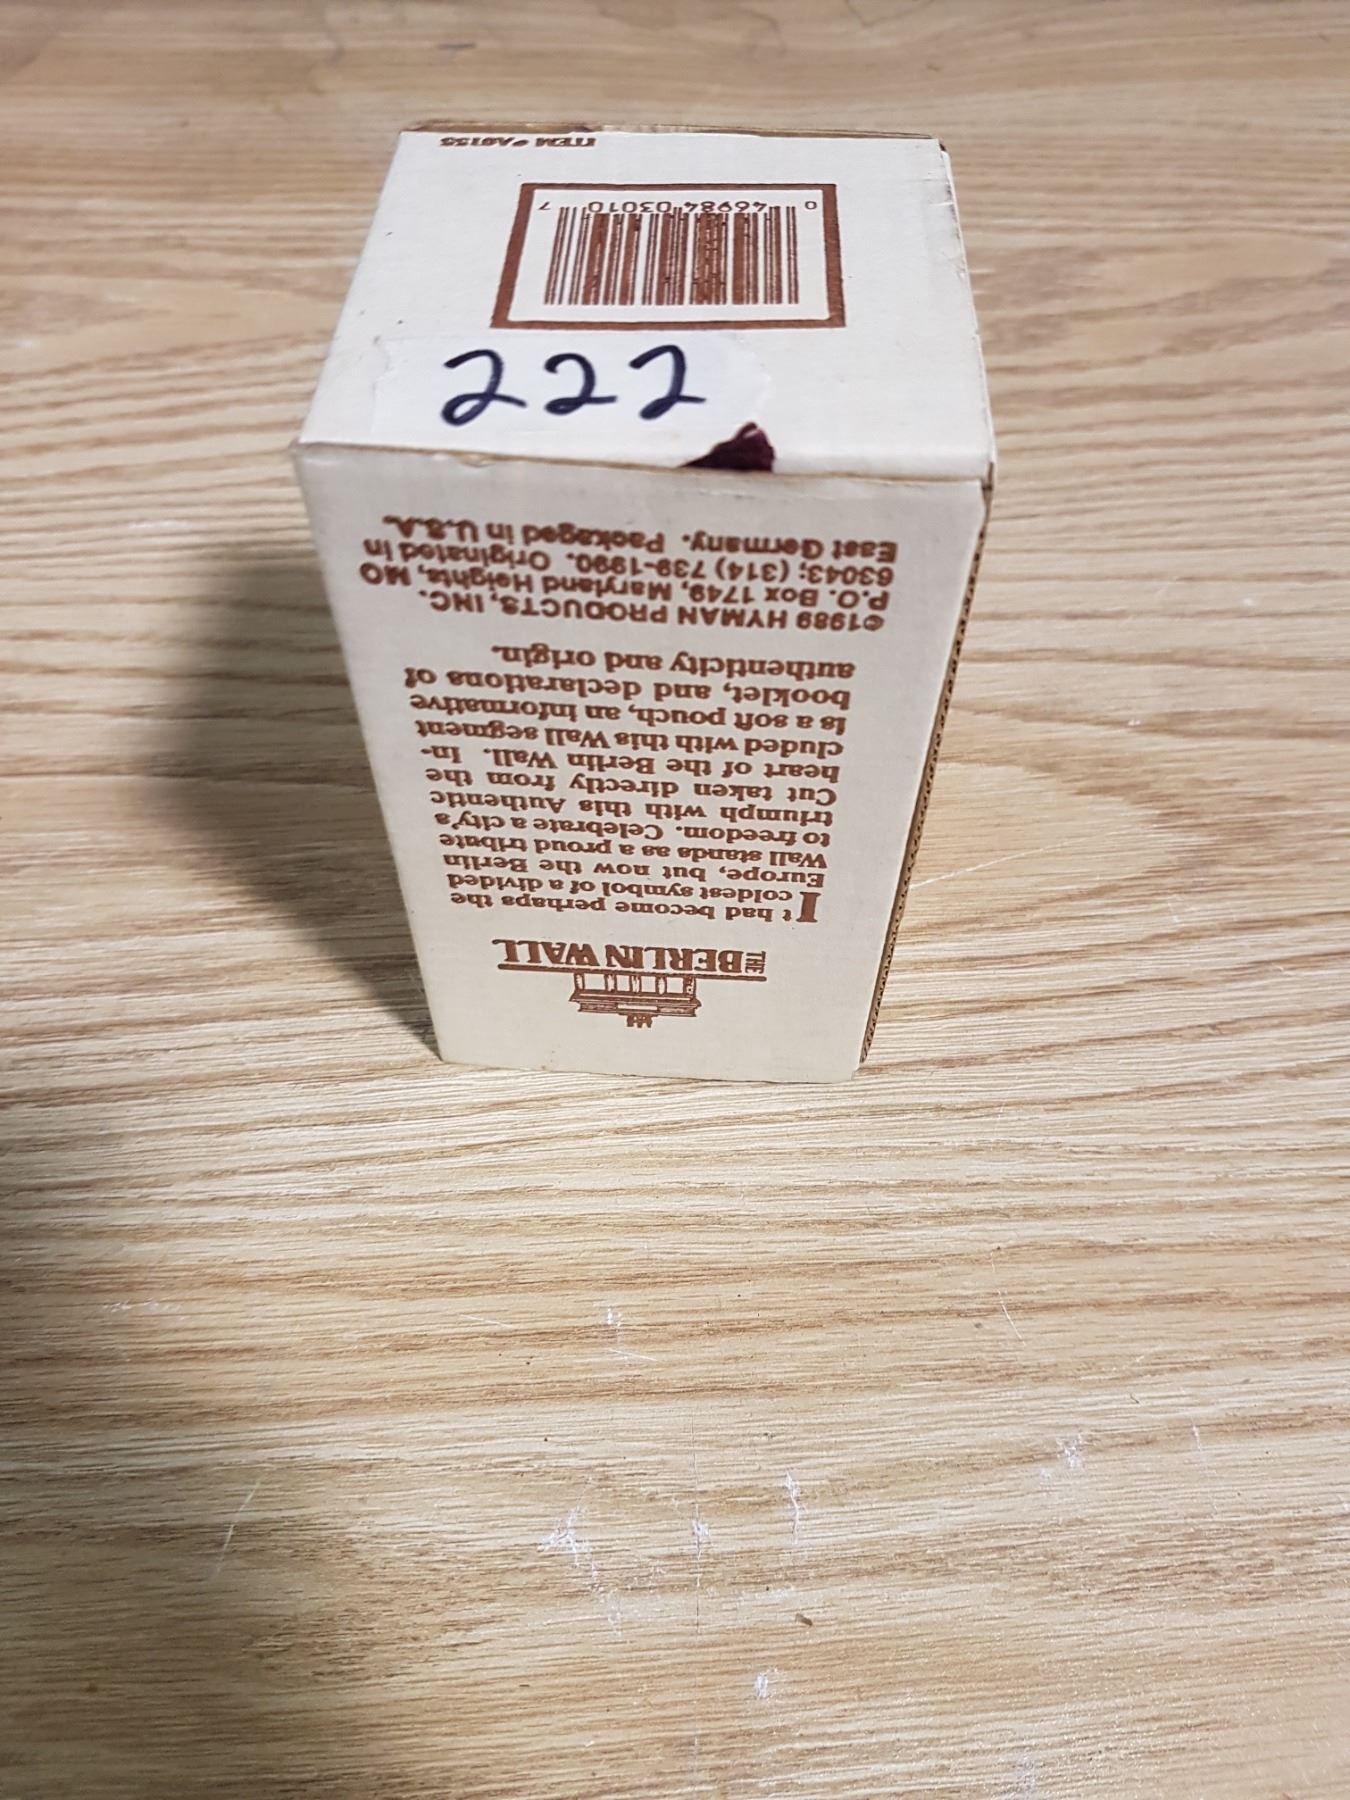 ITEM #A9155
0 46984 03010 7
222
THE BERLIN WALL
It had become perhaps the
coldest symbol of a divided
Europe, but now the Berlin
Wall stands as a proud tribute
to freedom. Celebrate a city's
triumph with this Authentic
Cut taken directly from the
heart of the Berlin Wall. In-
cluded with this Wall segment
is a soft pouch, an informative
booklet, and declarations of
authenticity and origin.
©1989 HYMAN PRODUCTS, INC.
P.O. Box 1749, Maryland Heights, MO
63043; (314) 739-1990. Originated in
East Germany. Packaged in U.S.A.